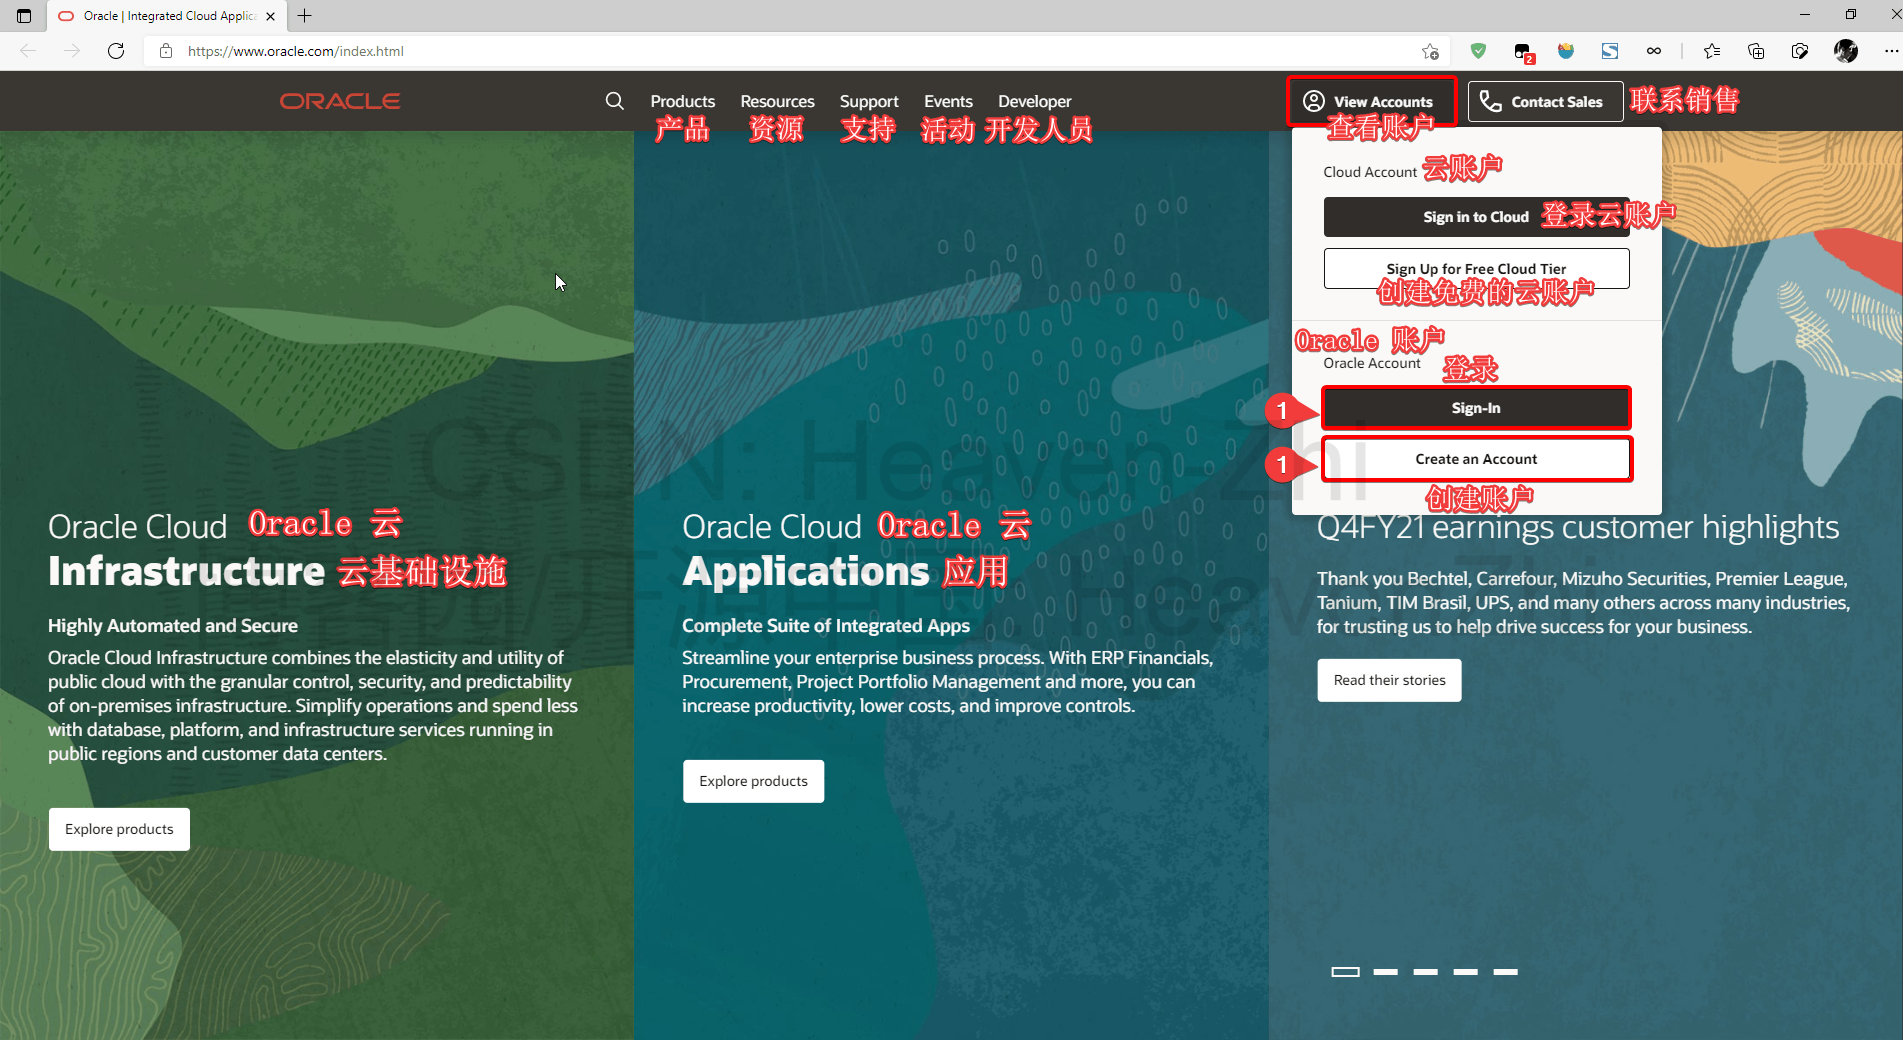 Oracle | Integrated Cloud Applic
https://www.oracle.com/index.html
2
ORACLE
Products Resources Support Events Developer
产品 资源 支持 活动 开发人员
View Accounts
查看账户
Contact Sales 联系销售
Cloud Account 云账户
Sign in to Cloud 登录云账户
Sign Up for Free Cloud Tier
创建免费的云账户
Oracle 账户
Oracle Account 登录
1 Sign-In
1 Create an Account
创建账户
CSDN: Heaven-Zhi
Oracle Cloud Oracle 云
Infrastructure 云基础设施
Highly Automated and Secure
Oracle Cloud Infrastructure combines the elasticity and utility of
public cloud with the granular control, security, and predictability
of on-premises infrastructure. Simplify operations and spend less
with database, platform, and infrastructure services running in
public regions and customer data centers.
Explore products
Oracle Cloud Oracle 云
Applications 应用
Complete Suite of Integrated Apps
Streamline your enterprise business process. With ERP Financials,
Procurement, Project Portfolio Management and more, you can
increase productivity, lower costs, and improve controls.
Explore products
Q4FY21 earnings customer highlights
Thank you Bechtel, Carrefour, Mizuho Securities, Premier League,
Tanium, TIM Brasil, UPS, and many others across many industries,
for trusting us to help drive success for your business.
Read their stories